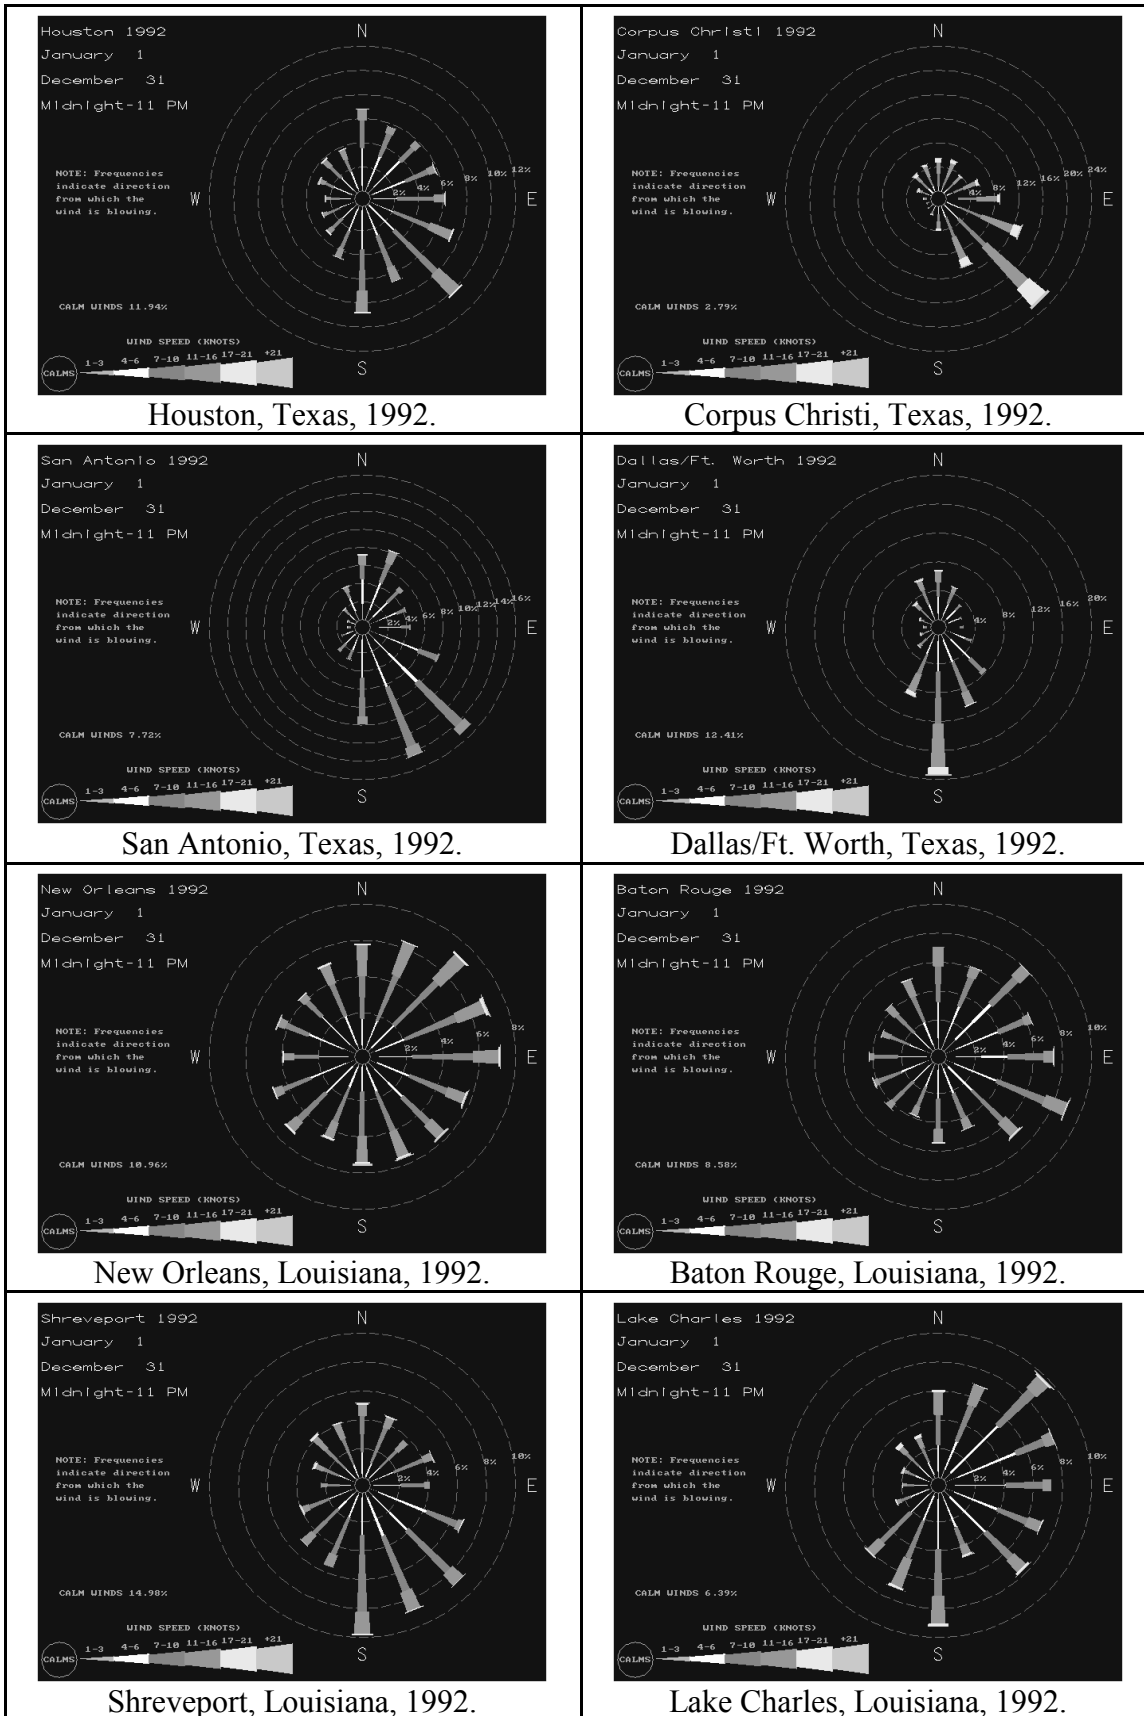 Houston 1992
January 1
December 31
Midnight-11 PM
N
NOTE: Frequencies
indicate direction
from which the
wind is blowing.
W
2% 4% 6% 8% 10% 12%
E
CALM WINDS 11.94%
WIND SPEED (KNOTS)
1-3 4-6 7-10 11-16 17-21 +21
CALMS
S
Houston, Texas, 1992.
Corpus Christi 1992
January 1
December 31
Midnight-11 PM
N
NOTE: Frequencies
indicate direction
from which the
wind is blowing.
W
4% 8% 12% 16% 20% 24%
E
CALM WINDS 2.79%
WIND SPEED (KNOTS)
1-3 4-6 7-10 11-16 17-21 +21
CALMS
S
Corpus Christi, Texas, 1992.
San Antonio 1992
January 1
December 31
Midnight-11 PM
N
NOTE: Frequencies
indicate direction
from which the
wind is blowing.
W
2% 4% 6% 8% 10% 12% 14% 16%
E
CALM WINDS 7.72%
WIND SPEED (KNOTS)
1-3 4-6 7-10 11-16 17-21 +21
CALMS
S
San Antonio, Texas, 1992.
Dallas/Ft. Worth 1992
January 1
December 31
Midnight-11 PM
N
NOTE: Frequencies
indicate direction
from which the
wind is blowing.
W
4% 8% 12% 16% 20%
E
CALM WINDS 12.41%
WIND SPEED (KNOTS)
1-3 4-6 7-10 11-16 17-21 +21
CALMS
S
Dallas/Ft. Worth, Texas, 1992.
New Orleans 1992
January 1
December 31
Midnight-11 PM
N
NOTE: Frequencies
indicate direction
from which the
wind is blowing.
W
2% 4% 6% 8%
E
CALM WINDS 10.96%
WIND SPEED (KNOTS)
1-3 4-6 7-10 11-16 17-21 +21
CALMS
S
New Orleans, Louisiana, 1992.
Baton Rouge 1992
January 1
December 31
Midnight-11 PM
N
NOTE: Frequencies
indicate direction
from which the
wind is blowing.
W
2% 4% 6% 8% 10%
E
CALM WINDS 8.58%
WIND SPEED (KNOTS)
1-3 4-6 7-10 11-16 17-21 +21
CALMS
S
Baton Rouge, Louisiana, 1992.
Shreveport 1992
January 1
December 31
Midnight-11 PM
N
NOTE: Frequencies
indicate direction
from which the
wind is blowing.
W
2% 4% 6% 8% 10%
E
CALM WINDS 14.98%
WIND SPEED (KNOTS)
1-3 4-6 7-10 11-16 17-21 +21
CALMS
S
Shreveport, Louisiana, 1992.
Lake Charles 1992
January 1
December 31
Midnight-11 PM
N
NOTE: Frequencies
indicate direction
from which the
wind is blowing.
W
2% 4% 6% 8% 10%
E
CALM WINDS 6.39%
WIND SPEED (KNOTS)
1-3 4-6 7-10 11-16 17-21 +21
CALMS
S
Lake Charles, Louisiana, 1992.